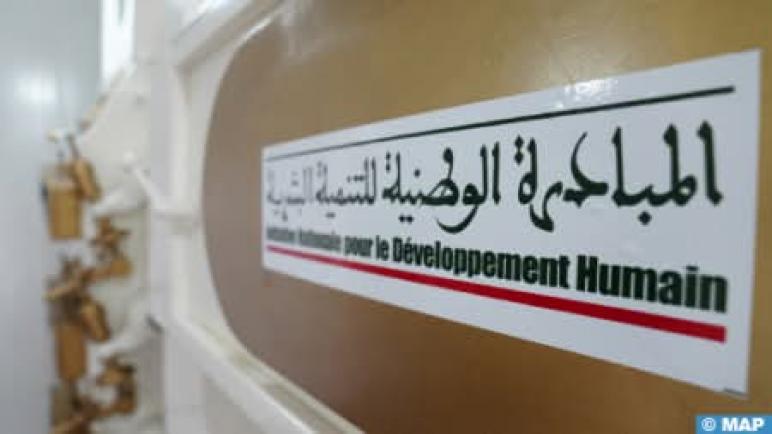 المبادرة الوطنية للتنمية البشرية
Initiative Nationale pour le Développement Humain
© MAP